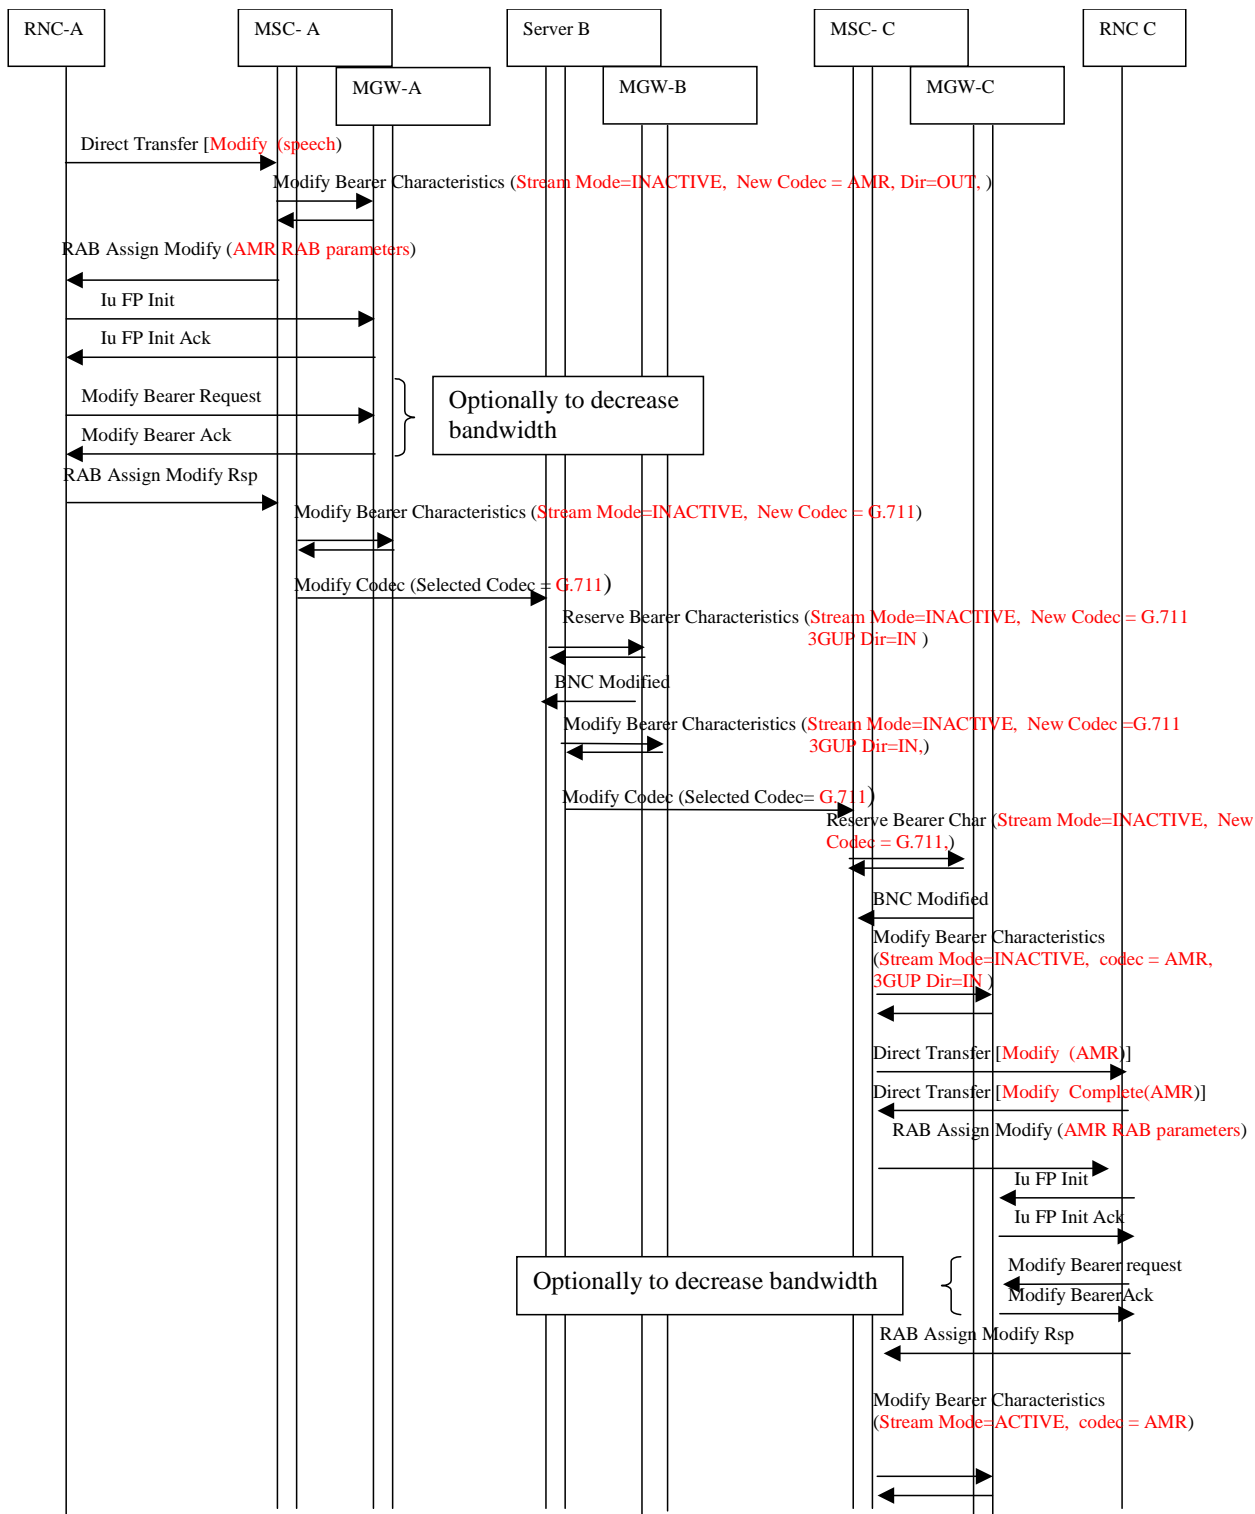 RNC-A
MSC- A
Server B
MSC- C
RNC C
MGW-A
MGW-B
MGW-C
Direct Transfer [Modify  (speech)
Modify Bearer Characteristics (Stream Mode=INACTIVE,  New Codec = AMR, Dir=OUT, )
RAB Assign Modify (AMR RAB parameters)
Iu FP Init
Iu FP Init Ack
Modify Bearer Request
Optionally to decrease
bandwidth
Modify Bearer Ack
RAB Assign Modify Rsp
Modify Bearer Characteristics (Stream Mode=INACTIVE,  New Codec = G.711)
Modify Codec (Selected Codec = G.711)
Reserve Bearer Characteristics (Stream Mode=INACTIVE,  New Codec = G.711
3GUP Dir=IN )
BNC Modified
Modify Bearer Characteristics (Stream Mode=INACTIVE,  New Codec =G.711
3GUP Dir=IN,)
Modify Codec (Selected Codec= G.711)
Reserve Bearer Char (Stream Mode=INACTIVE,  New
Codec = G.711,)
BNC Modified
Modify Bearer Characteristics
(Stream Mode=INACTIVE,  codec = AMR,
3GUP Dir=IN )
Direct Transfer [Modify  (AMR)]
Direct Transfer [Modify  Complete(AMR)]
RAB Assign Modify (AMR RAB parameters)
Iu FP Init
Iu FP Init Ack
Optionally to decrease bandwidth
Modify Bearer request
Modify BearerAck
RAB Assign Modify Rsp
Modify Bearer Characteristics
(Stream Mode=ACTIVE,  codec = AMR)